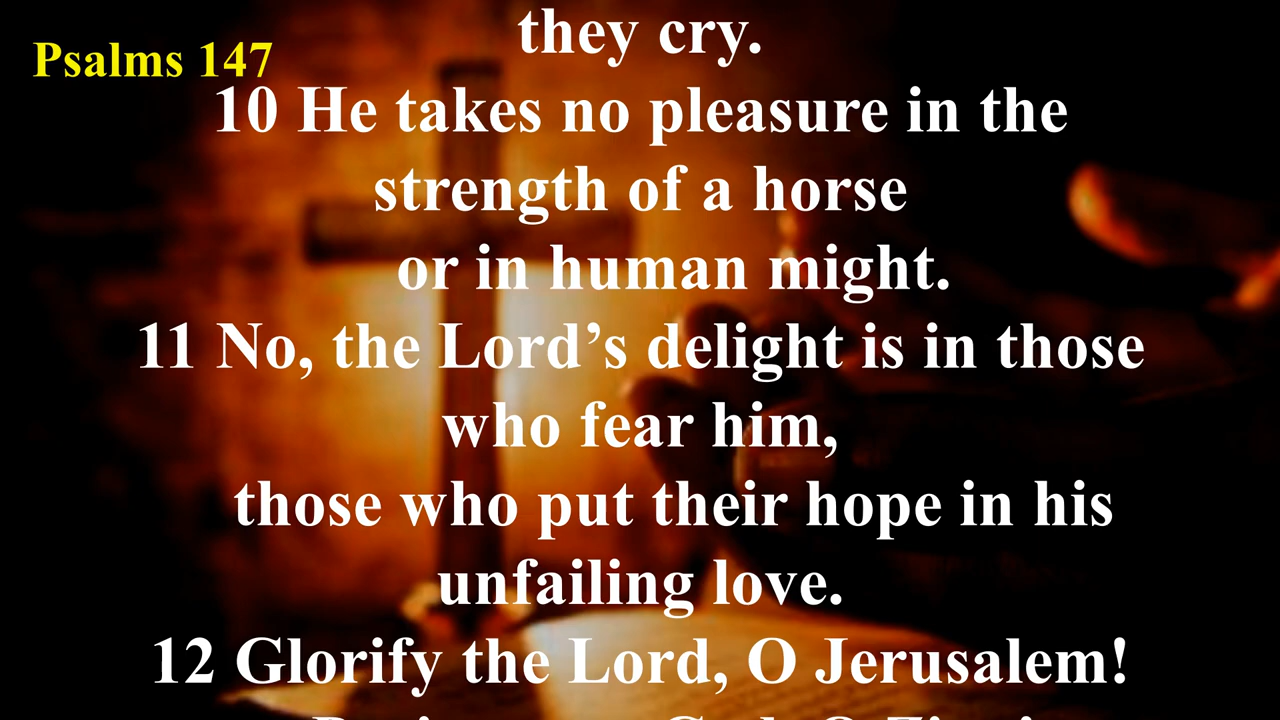 they cry.
Psalms 147
10 He takes no pleasure in the
strength of a horse
or in human might.
11 No, the Lord’s delight is in those
who fear him,
those who put their hope in his
unfailing love.
12 Glorify the Lord, O Jerusalem!